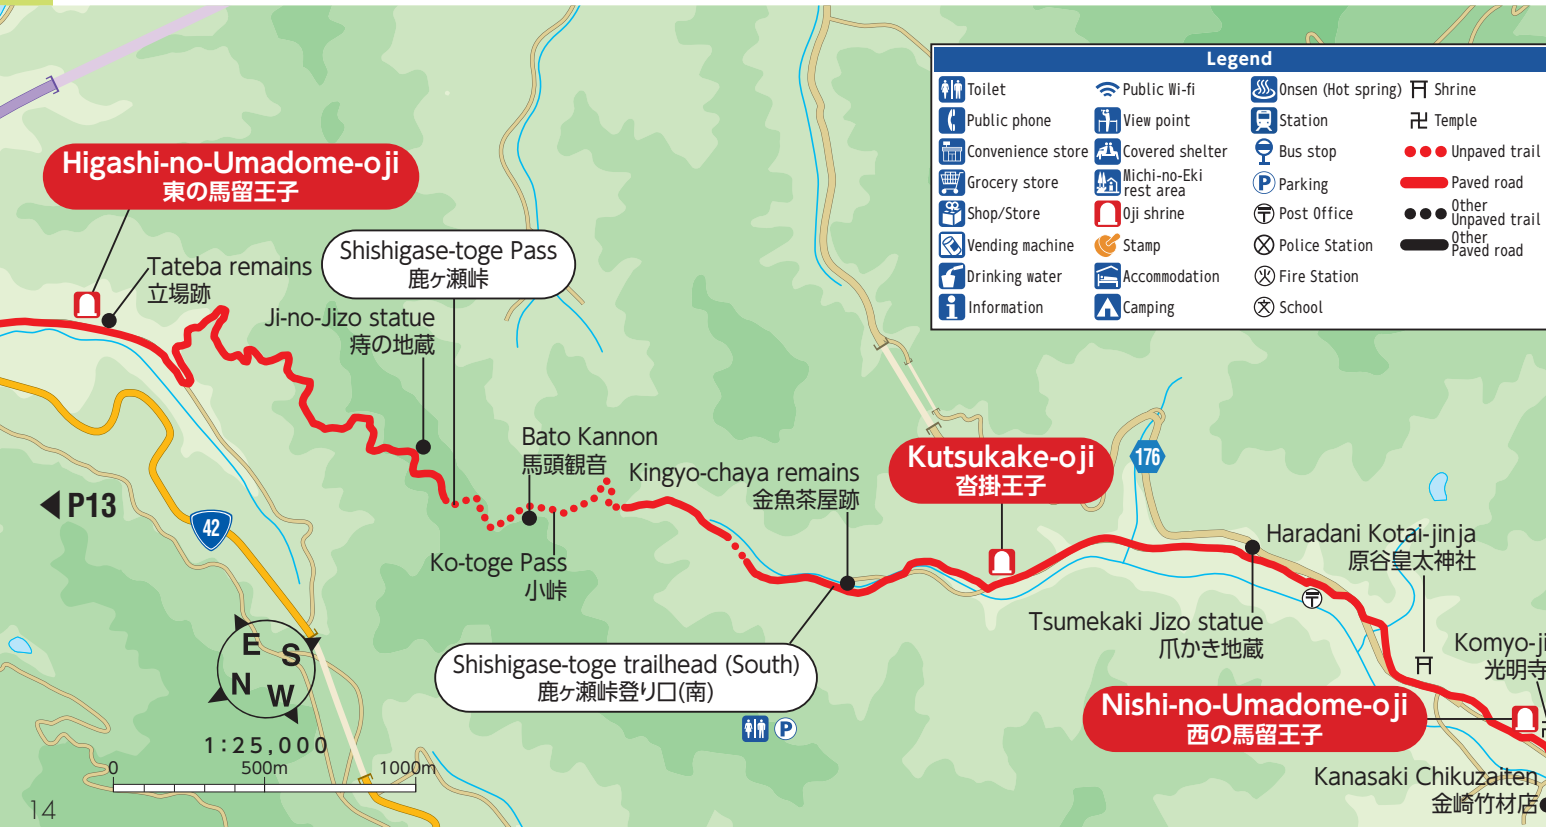 Legend
Toilet
Public phone
Convenience store
Grocery store
Shop/Store
Vending machine
Drinking water
Information
Public Wi-fi
View point
Covered shelter
Michi-no-Eki
rest area
Oji shrine
Stamp
Accommodation
Camping
Onsen (Hot spring)
Station
Bus stop
P Parking
Post Office
Police Station
Fire Station
School
Shrine
Temple
Unpaved trail
Paved road
Other
Unpaved trail
Other
Paved road
Higashi-no-Umadome-oji
東の馬留王子
Tateba remains
立場跡
Shishigase-toge Pass
鹿ヶ瀬峠
Ji-no-Jizo statue
痔の地蔵
Bato Kannon
馬頭観音
Kingyo-chaya remains
金魚茶屋跡
Kutsukake-oji
沓掛王子
176
P13
42
Ko-toge Pass
小峠
Haradani Kotai-jinja
原谷皇太神社
Tsumekaki Jizo statue
爪かき地蔵
Komyo-ji
光明寺
Shishigase-toge trailhead (South)
鹿ヶ瀬峠登り口(南)
P
Nishi-no-Umadome-oji
西の馬留王子
E
S
N
W
1:25,000
0 500m 1000m
Kanasaki Chikuzaiten
金崎竹材店
14